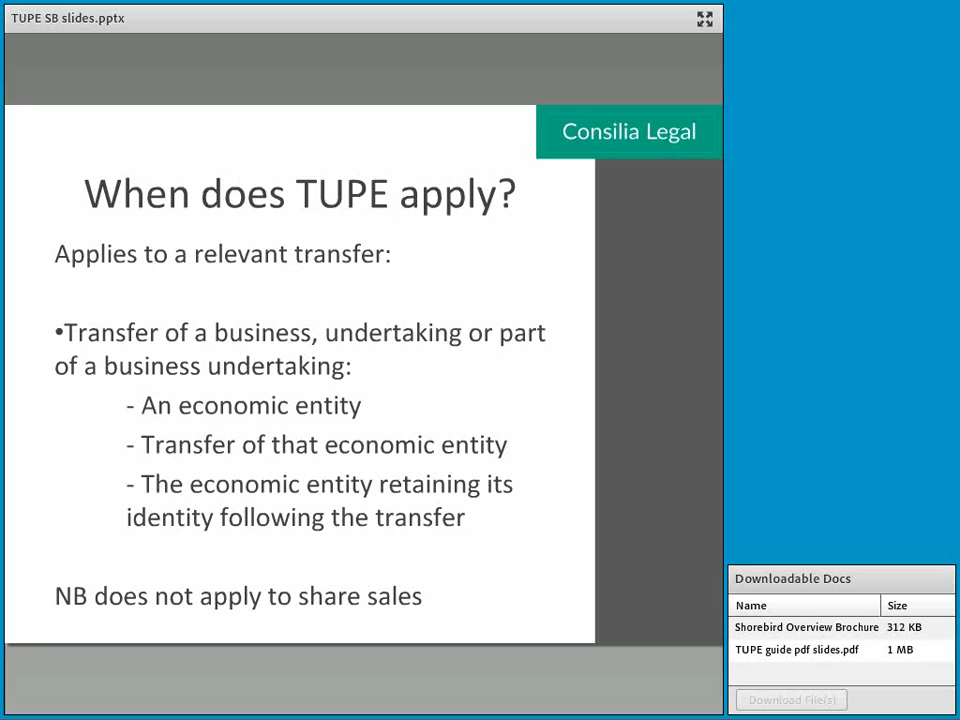 TUPE SB slides.pptx
Consilia Legal
When does TUPE apply?
Applies to a relevant transfer:
•Transfer of a business, undertaking or part
of a business undertaking:
- An economic entity
- Transfer of that economic entity
- The economic entity retaining its
identity following the transfer
NB does not apply to share sales
Downloadable Docs
Name Size
Shorebird Overview Brochure 312 KB
TUPE guide pdf slides.pdf 1 MB
Download File(s)